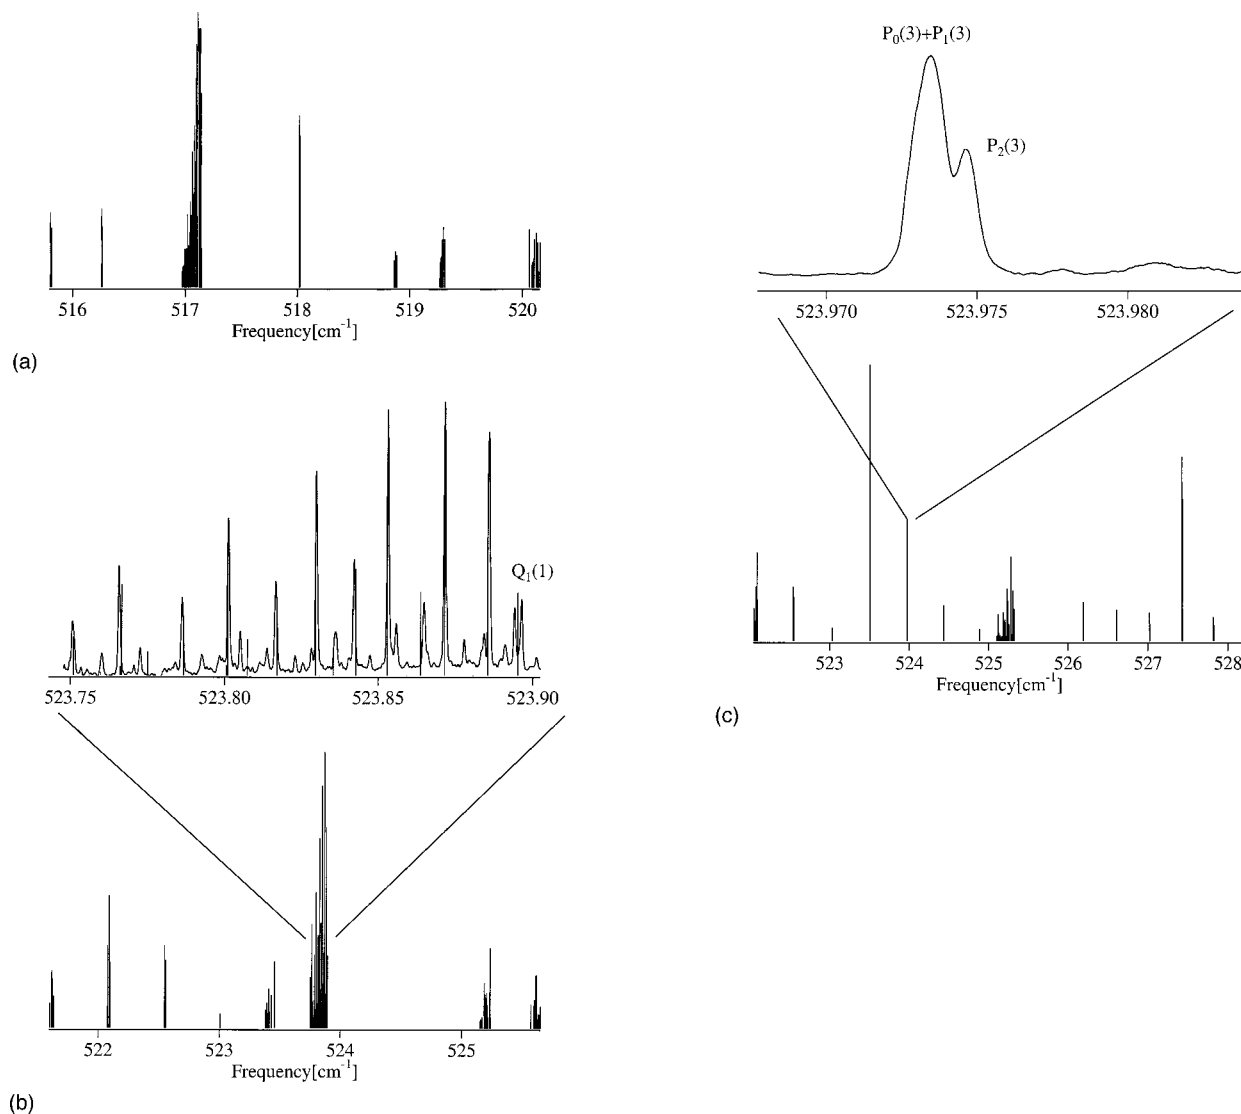 516 517 518 519 520
Frequency[cm⁻¹]
(a)
Q₁(1)
523.75 523.80 523.85 523.90
522 523 524 525
Frequency[cm⁻¹]
(b)
P₀(3)+P₁(3)
P₂(3)
523.970 523.975 523.980
523 524 525 526 527 528
Frequency[cm⁻¹]
(c)